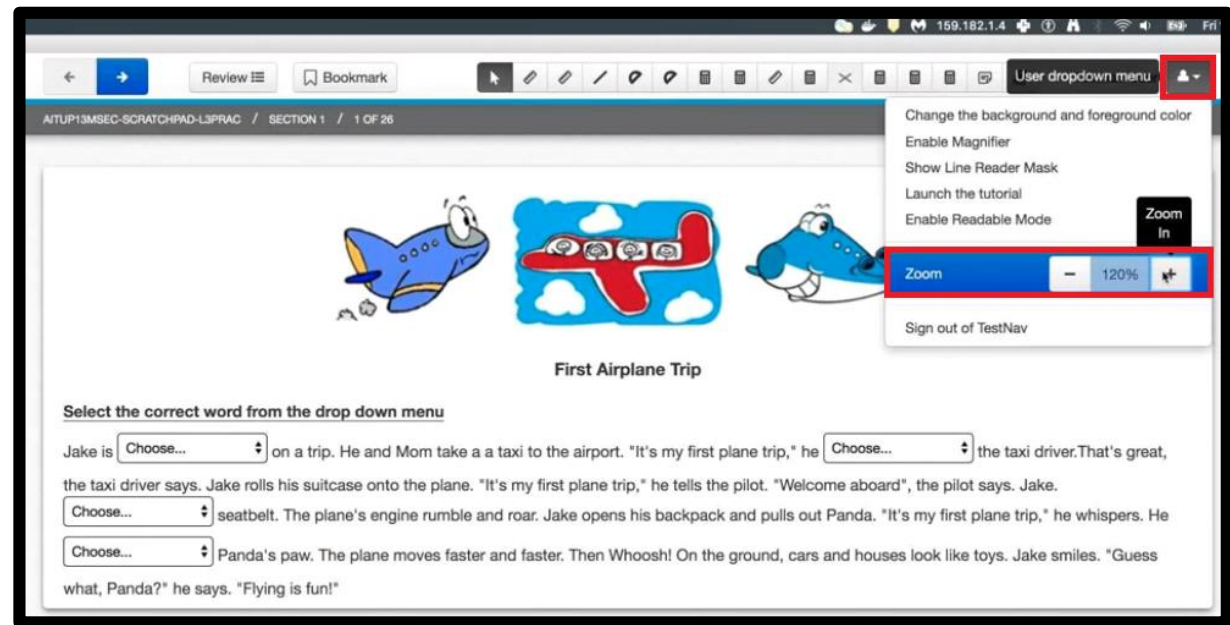 159.182.1.4 Fri
Review Bookmark User dropdown menu
AITUP13MSEC-SCRATCHPAD-L3PRAC / SECTION 1 / 1 OF 26
Change the background and foreground color
Enable Magnifier
Show Line Reader Mask
Launch the tutorial
Enable Readable Mode
Zoom In
Zoom - 120% +
Sign out of TestNav
First Airplane Trip
Select the correct word from the drop down menu
Jake is Choose... on a trip. He and Mom take a a taxi to the airport. "It's my first plane trip," he Choose... the taxi driver.That's great,
the taxi driver says. Jake rolls his suitcase onto the plane. "It's my first plane trip," he tells the pilot. "Welcome aboard", the pilot says. Jake.
Choose... seatbelt. The plane's engine rumble and roar. Jake opens his backpack and pulls out Panda. "It's my first plane trip," he whispers. He
Choose... Panda's paw. The plane moves faster and faster. Then Whoosh! On the ground, cars and houses look like toys. Jake smiles. "Guess
what, Panda?" he says. "Flying is fun!"